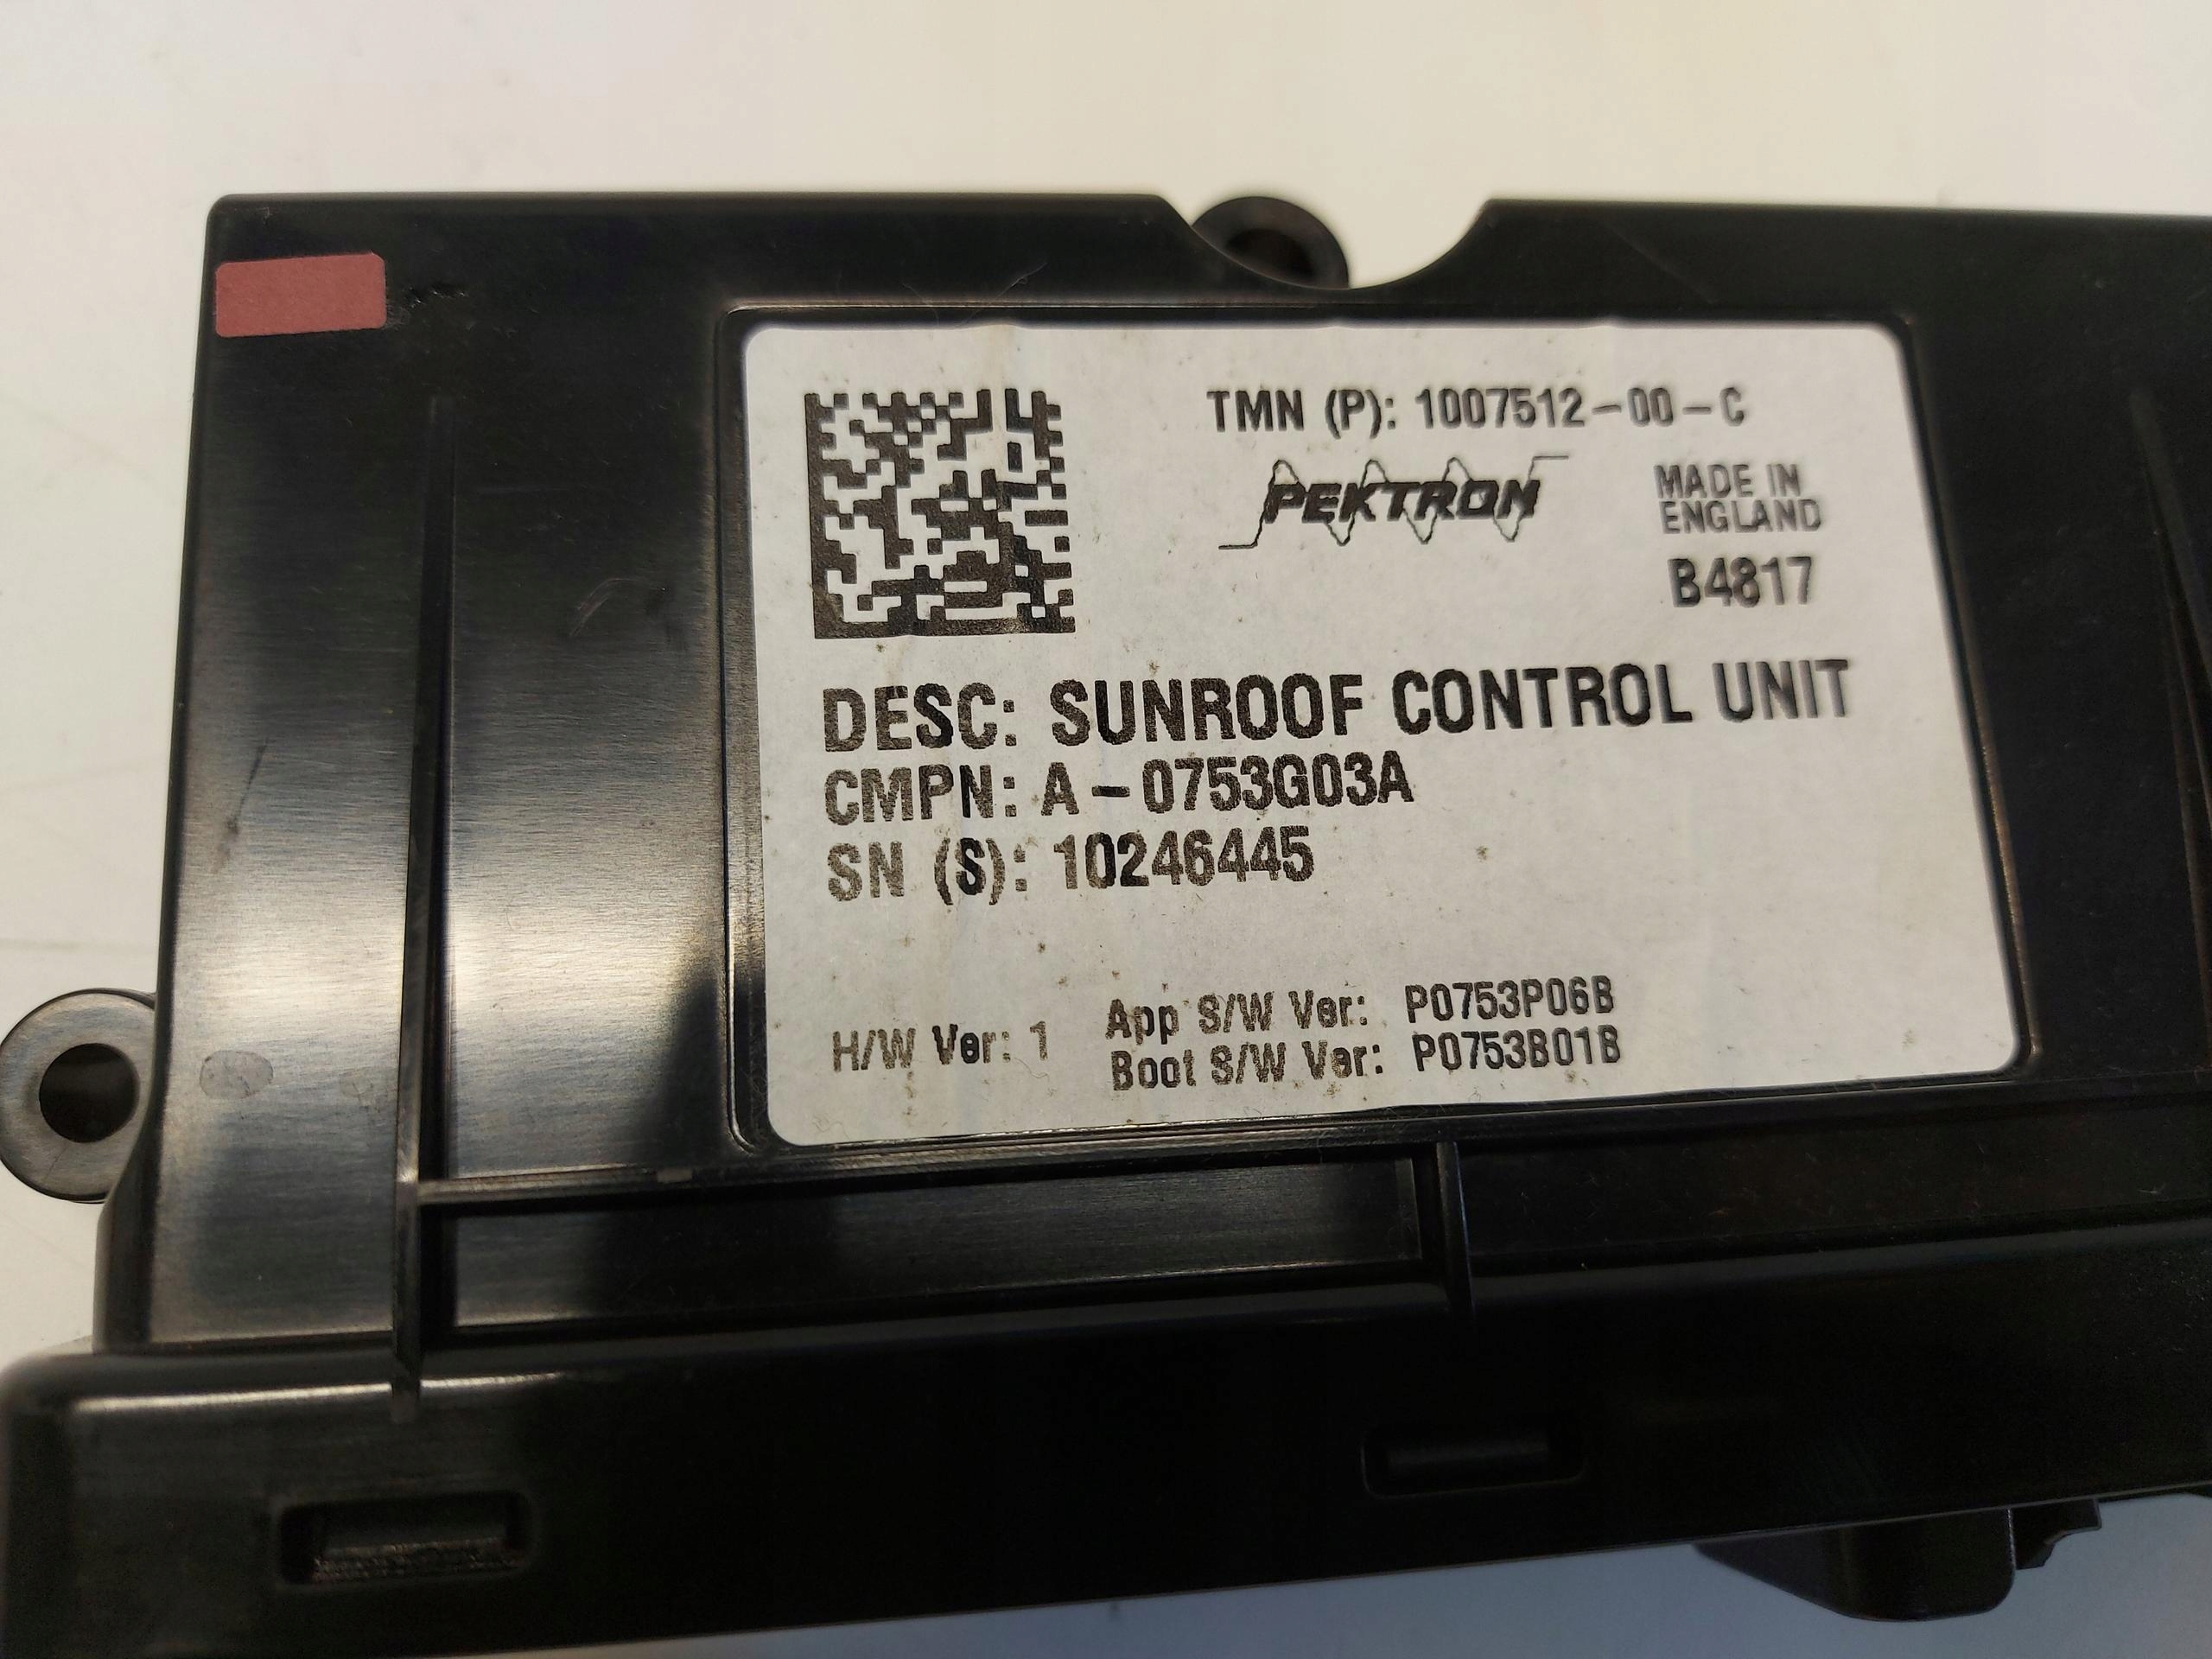 TMN (P): 1007512-00-C
PEKTRON
MADE IN
ENGLAND
B4817
DESC: SUNROOF CONTROL UNIT
CMPN: A-0753G03A
SN (S): 10246445
H/W Ver: 1
App S/W Ver: P0753P06B
Boot S/W Ver: P0753B01B